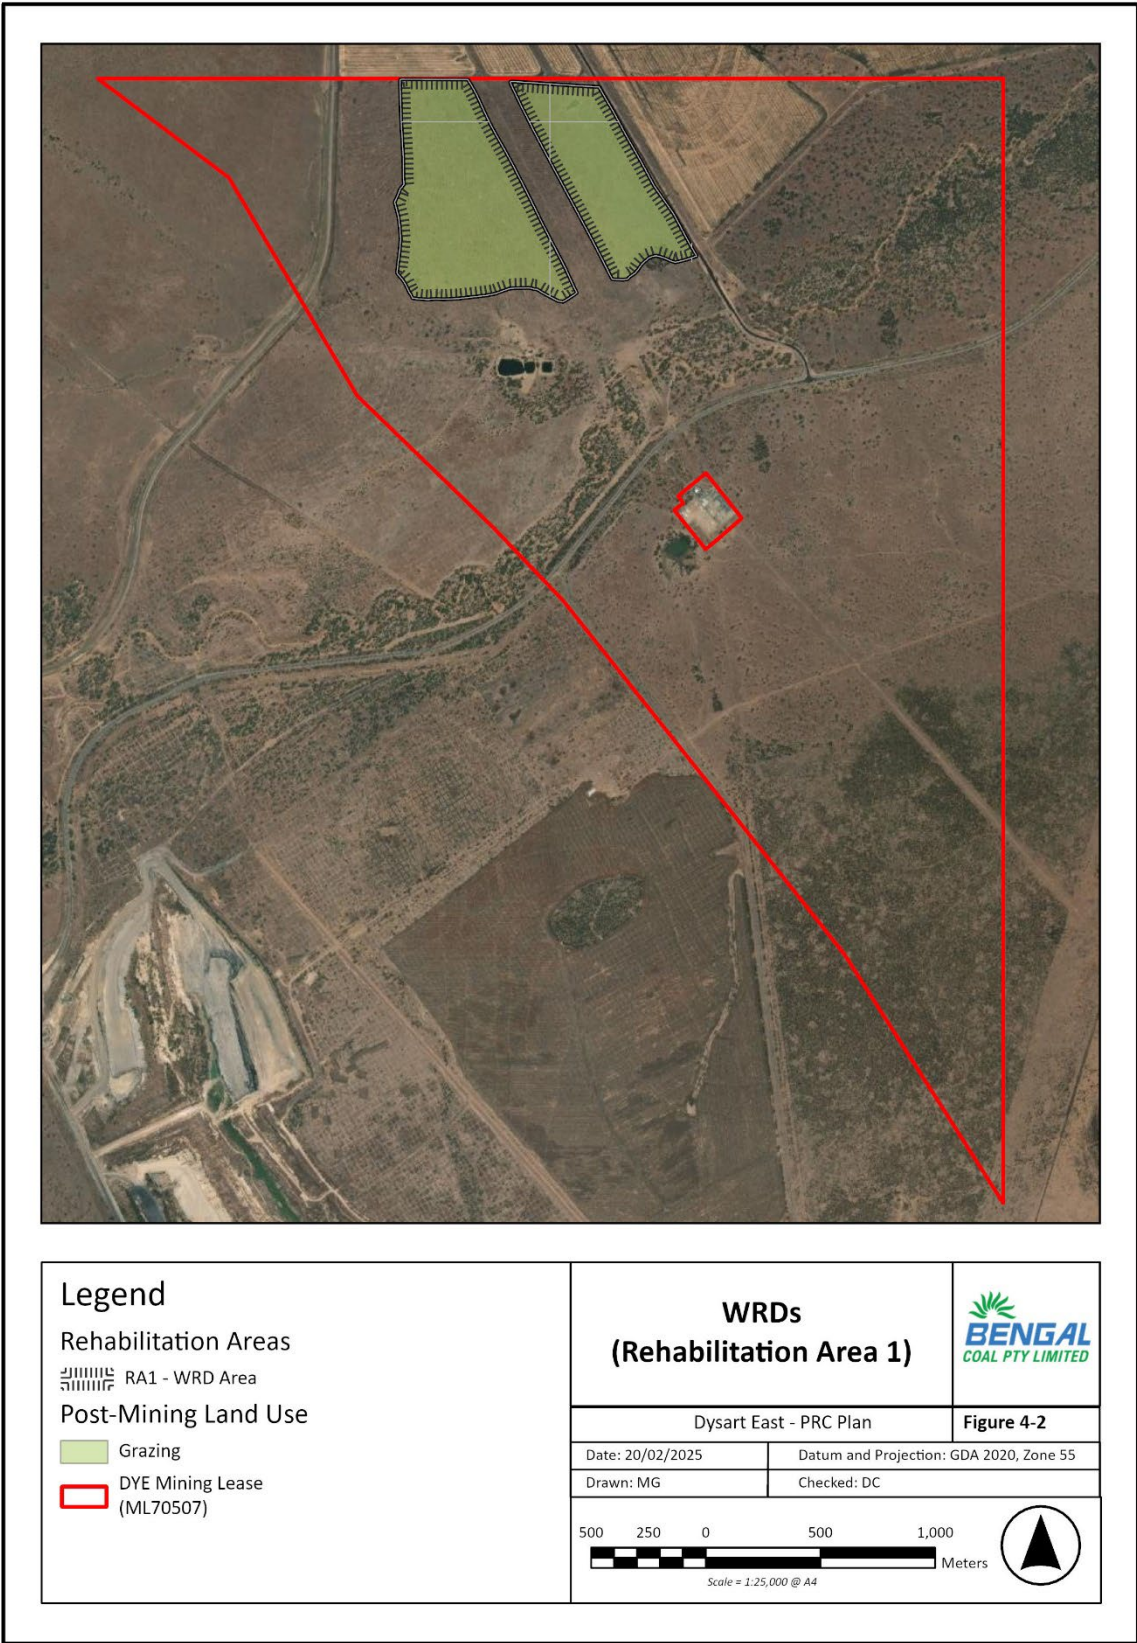 Legend
Rehabilitation Areas
RA1 - WRD Area
Post-Mining Land Use
Grazing
DYE Mining Lease
(ML70507)
WRDs
(Rehabilitation Area 1)
BENGAL
COAL PTY LIMITED
Dysart East - PRC Plan
Figure 4-2
Date: 20/02/2025
Datum and Projection: GDA 2020, Zone 55
Drawn: MG
Checked: DC
500 250 0 500 1,000
Meters
Scale = 1:25,000 @ A4